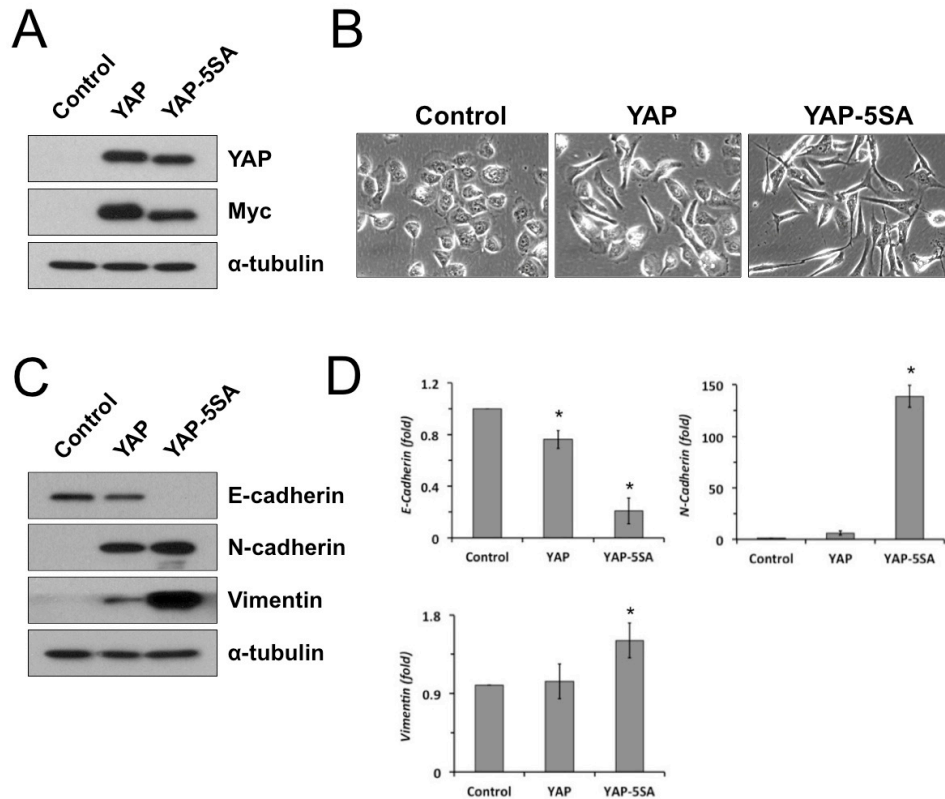 A
Control
YAP
YAP-5SA
YAP
Myc
α-tubulin
B
Control
YAP
YAP-5SA
C
Control
YAP
YAP-5SA
E-cadherin
N-cadherin
Vimentin
α-tubulin
D
E-Cadherin (fold)
1.2
0.8
0.4
0
*
*
Control
YAP
YAP-5SA
N-Cadherin (fold)
150
100
50
0
*
Control
YAP
YAP-5SA
Vimentin (fold)
1.8
0.9
0
*
Control
YAP
YAP-5SA